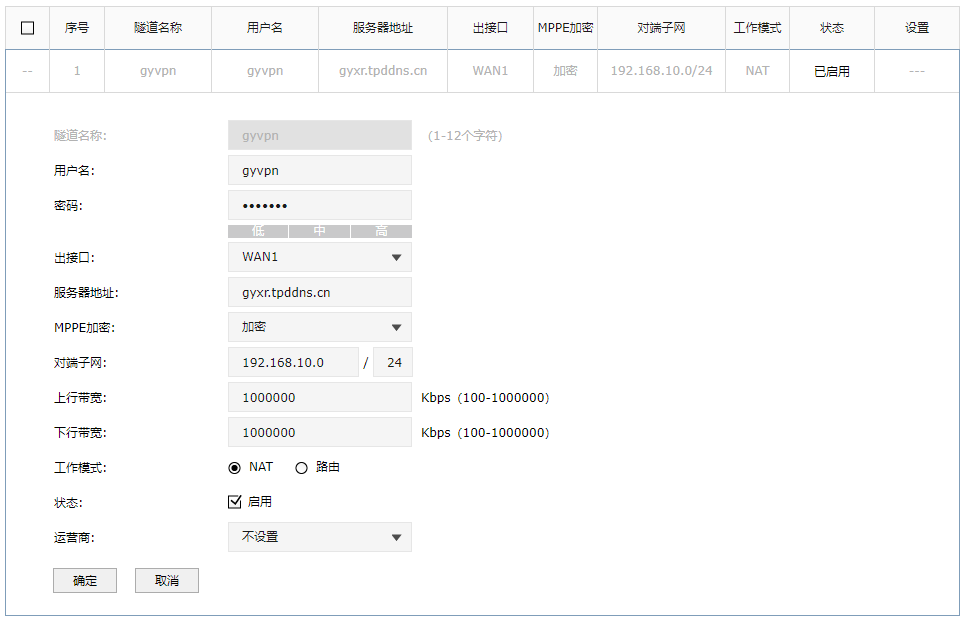 序号 隧道名称 用户名 服务器地址 出接口 MPPE加密 对端子网 工作模式 状态 设置
-- 1 gyvpn gyvpn gyxr.tpddns.cn WAN1 加密 192.168.10.0/24 NAT 已启用 ---
隧道名称: gyvpn (1-12个字符)
用户名: gyvpn
密码: •••••••
低 中 高
出接口: WAN1
服务器地址: gyxr.tpddns.cn
MPPE加密: 加密
对端子网: 192.168.10.0 / 24
上行带宽: 1000000 Kbps (100-1000000)
下行带宽: 1000000 Kbps (100-1000000)
工作模式: NAT 路由
状态: 启用
运营商: 不设置
确定 取消